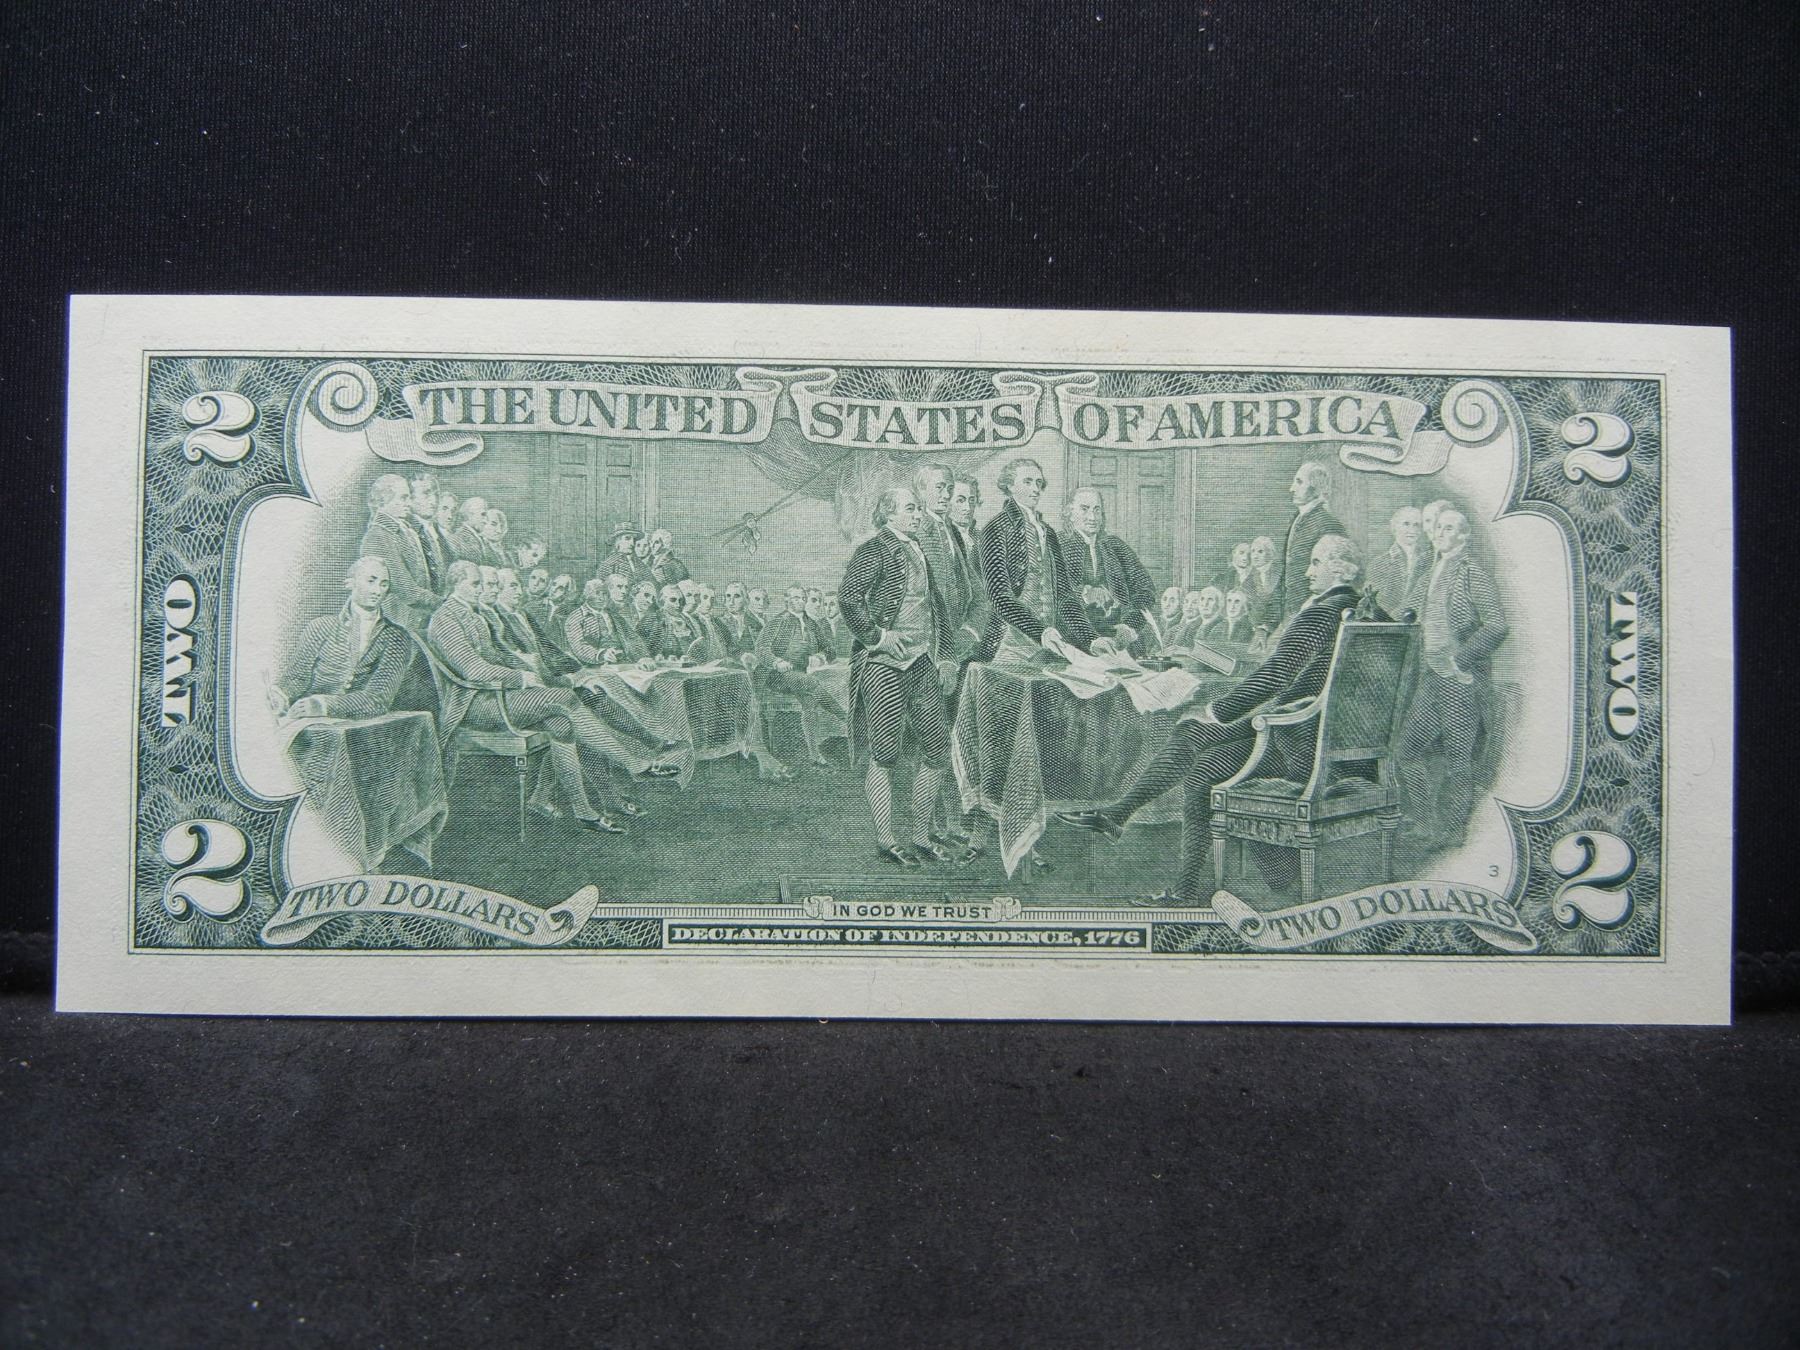 THE UNITED STATES OF AMERICA
2
2
TWO
TWO
3
2
2
TWO DOLLARS
IN GOD WE TRUST
TWO DOLLARS
DECLARATION OF INDEPENDENCE, 1776